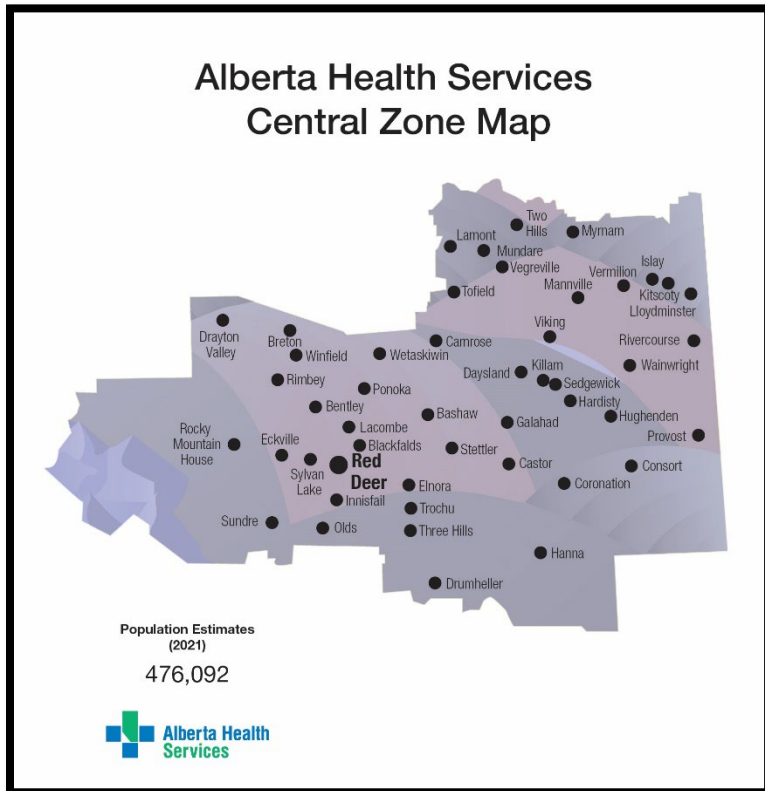 Alberta Health Services
Central Zone Map
Two
Hills
Myrnam
Lamont
Mundare
Vegreville
Islay
Vermilion
Mannville
Kitscoty
Lloydminster
Tofield
Drayton
Valley
Breton
Winfield
Wetaskiwin
Camrose
Viking
Rivercourse
Wainwright
Daysland
Killam
Sedgewick
Hardisty
Hughenden
Provost
Rimbey
Ponoka
Bentley
Bashaw
Galahad
Lacombe
Blackfalds
Rocky
Mountain
House
Eckville
Sylvan
Lake
Red
Deer
Stettler
Castor
Consort
Coronation
Innisfail
Elnora
Trochu
Sundre
Olds
Three Hills
Hanna
Drumheller
Population Estimates
(2021)
476,092
Alberta Health
Services